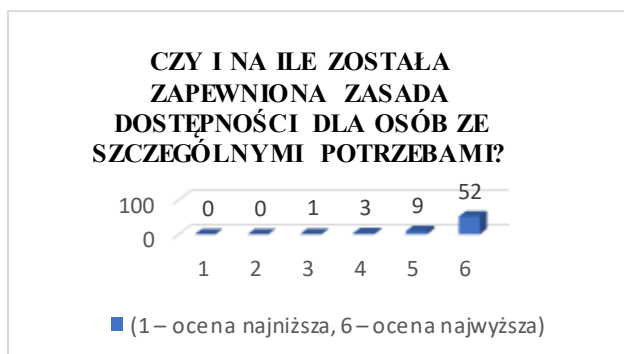 CZY I NA ILE ZOSTAŁA
ZAPEWNIONA ZASADA
DOSTĘPNOŚCI DLA OSÓB ZE
SZCZEGÓLNYMI POTRZEBAMI?
100
0
0 0 1 3 9 52
1 2 3 4 5 6
(1 – ocena najniższa, 6 – ocena najwyższa)